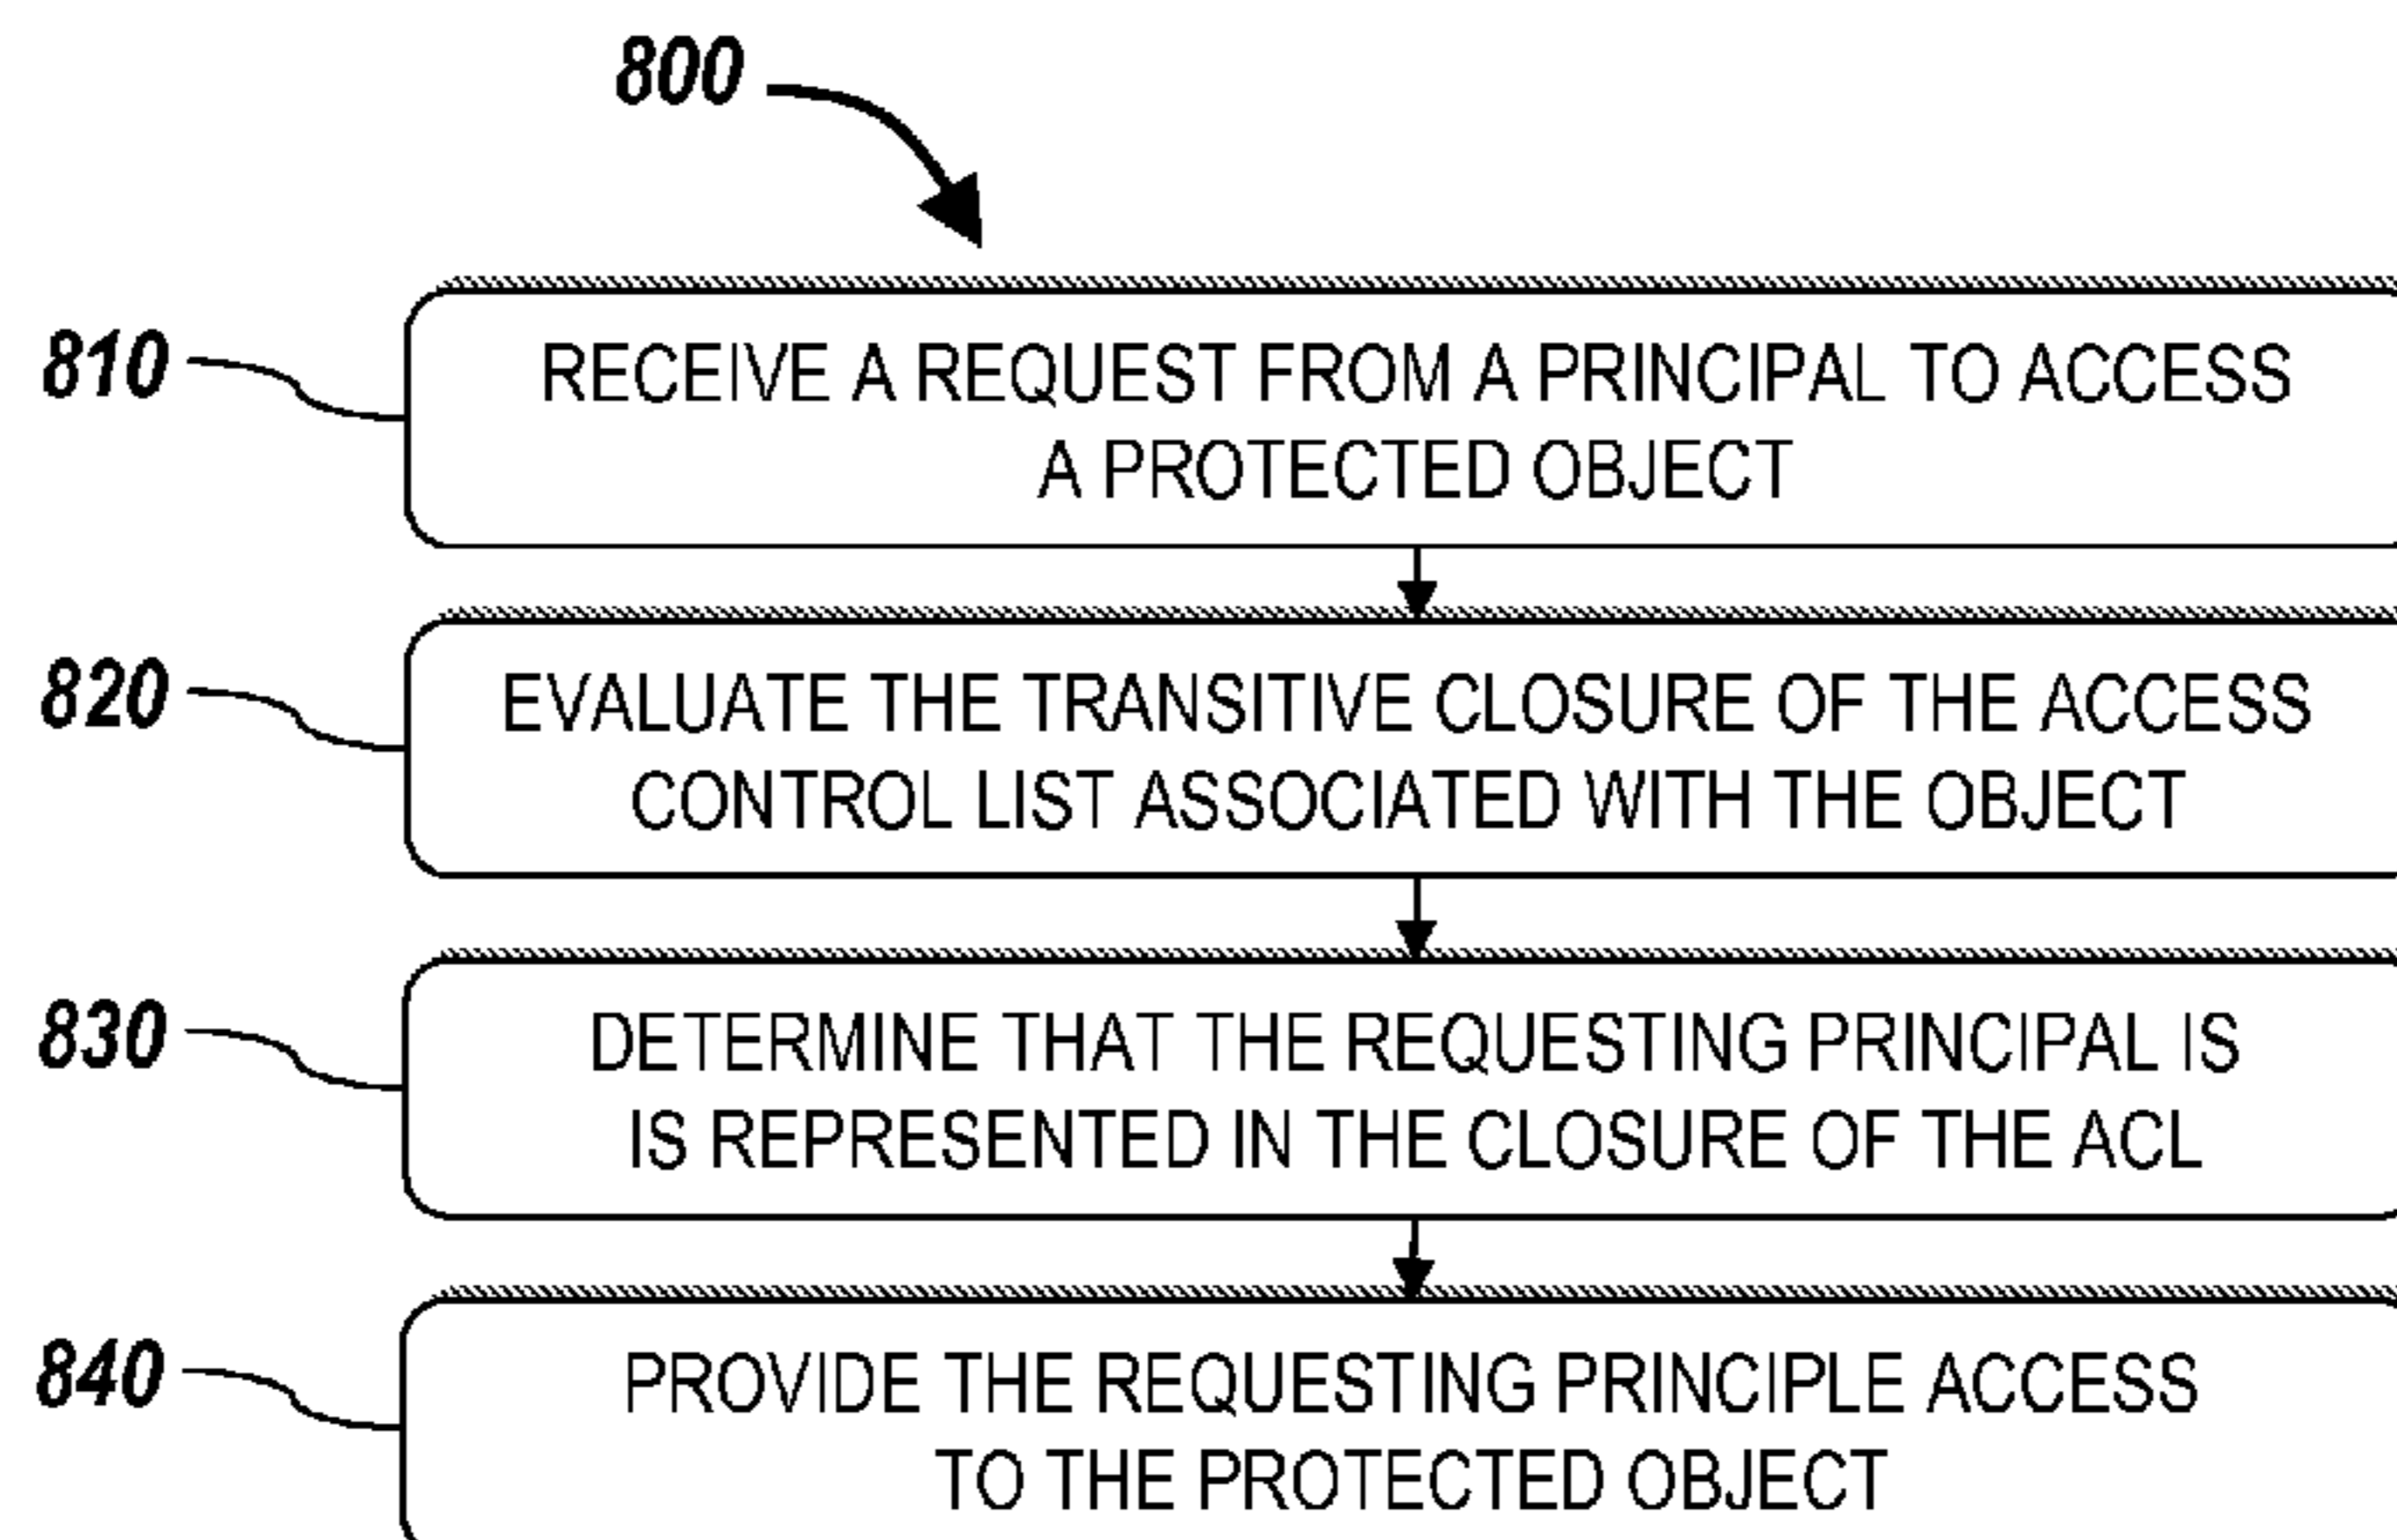 800
810
RECEIVE A REQUEST FROM A PRINCIPAL TO ACCESS
A PROTECTED OBJECT
820
EVALUATE THE TRANSITIVE CLOSURE OF THE ACCESS
CONTROL LIST ASSOCIATED WITH THE OBJECT
830
DETERMINE THAT THE REQUESTING PRINCIPAL IS
IS REPRESENTED IN THE CLOSURE OF THE ACL
840
PROVIDE THE REQUESTING PRINCIPLE ACCESS
TO THE PROTECTED OBJECT